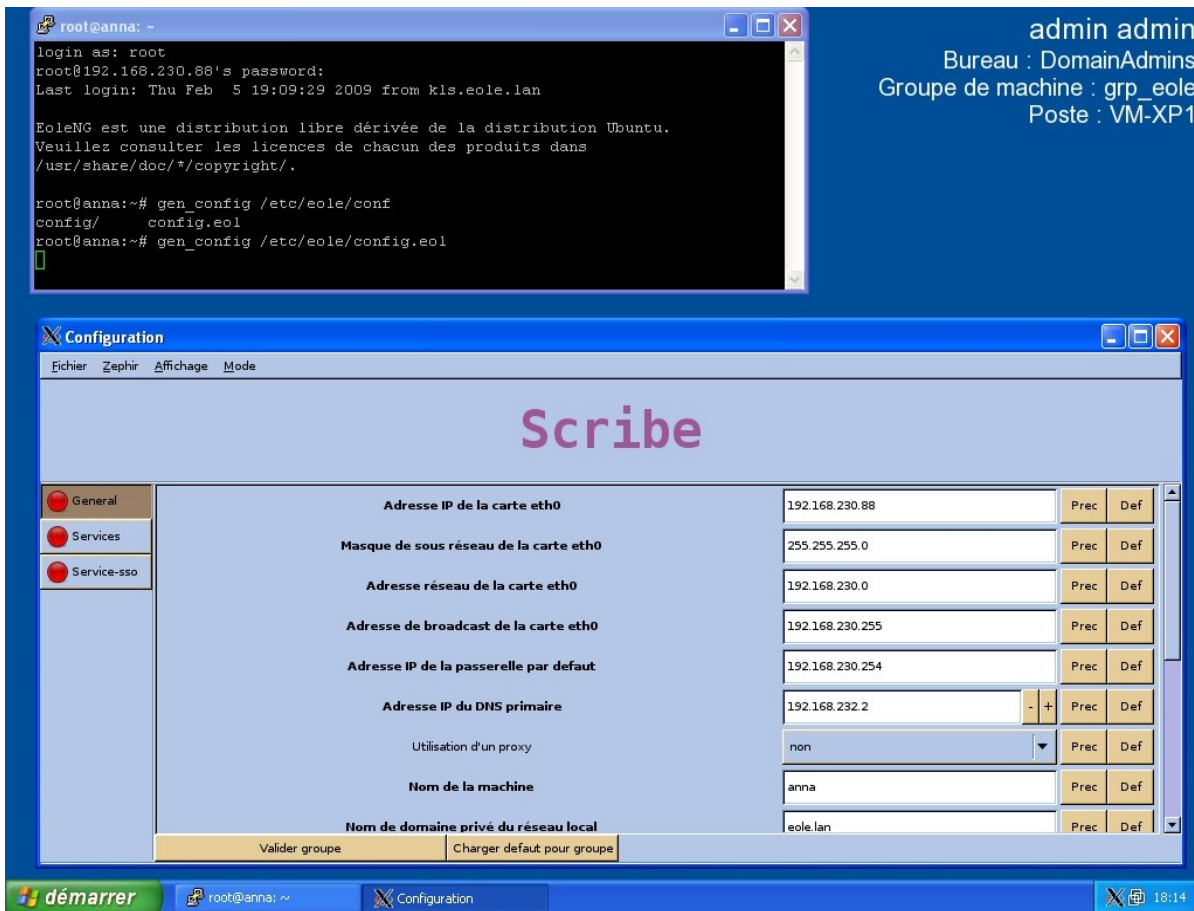 root@anna: ~
login as: root
root@192.168.230.88's password:
Last login: Thu Feb  5 19:09:29 2009 from kls.eole.lan
EoleNG est une distribution libre dérivée de la distribution Ubuntu.
Veuillez consulter les licences de chacun des produits dans
/usr/share/doc/*/copyright/.
root@anna:~# gen_config /etc/eole/conf
config/     config.eol
root@anna:~# gen_config /etc/eole/config.eol
admin admin
Bureau : DomainAdmins
Groupe de machine : grp_eole
Poste : VM-XP1
Configuration
Fichier Zephir Affichage Mode
Scribe
General
Services
Service-sso
Adresse IP de la carte eth0 192.168.230.88 Prec Def
Masque de sous réseau de la carte eth0 255.255.255.0 Prec Def
Adresse réseau de la carte eth0 192.168.230.0 Prec Def
Adresse de broadcast de la carte eth0 192.168.230.255 Prec Def
Adresse IP de la passerelle par defaut 192.168.230.254 Prec Def
Adresse IP du DNS primaire 192.168.232.2 - + Prec Def
Utilisation d'un proxy non Prec Def
Nom de la machine anna Prec Def
Nom de domaine privé du réseau local eole.lan Prec Def
Valider groupe Charger defaut pour groupe
démarrer root@anna: ~ Configuration 18:14